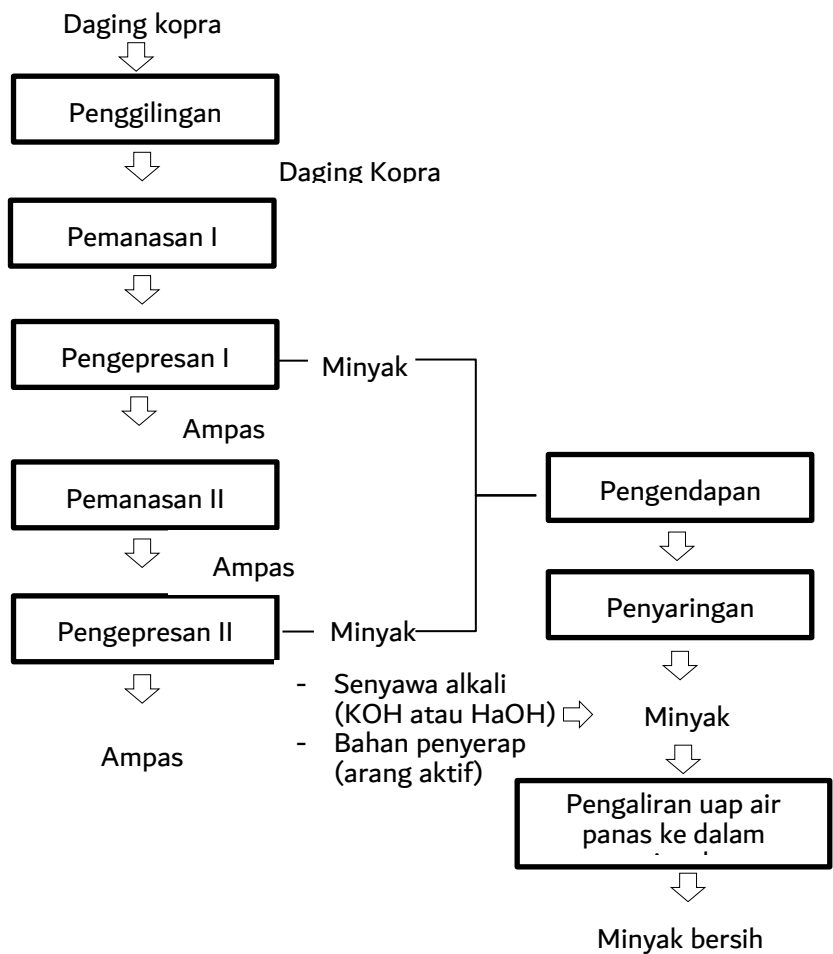 Daging kopra
Penggilingan
Daging Kopra
Pemanasan I
Pengepresan I
Minyak
Ampas
Pemanasan II
Ampas
Pengepresan II
Minyak
Ampas
Pengendapan
Penyaringan
- Senyawa alkali
(KOH atau HaOH)
- Bahan penyerap
(arang aktif)
Minyak
Pengaliran uap air
panas ke dalam
Minyak bersih